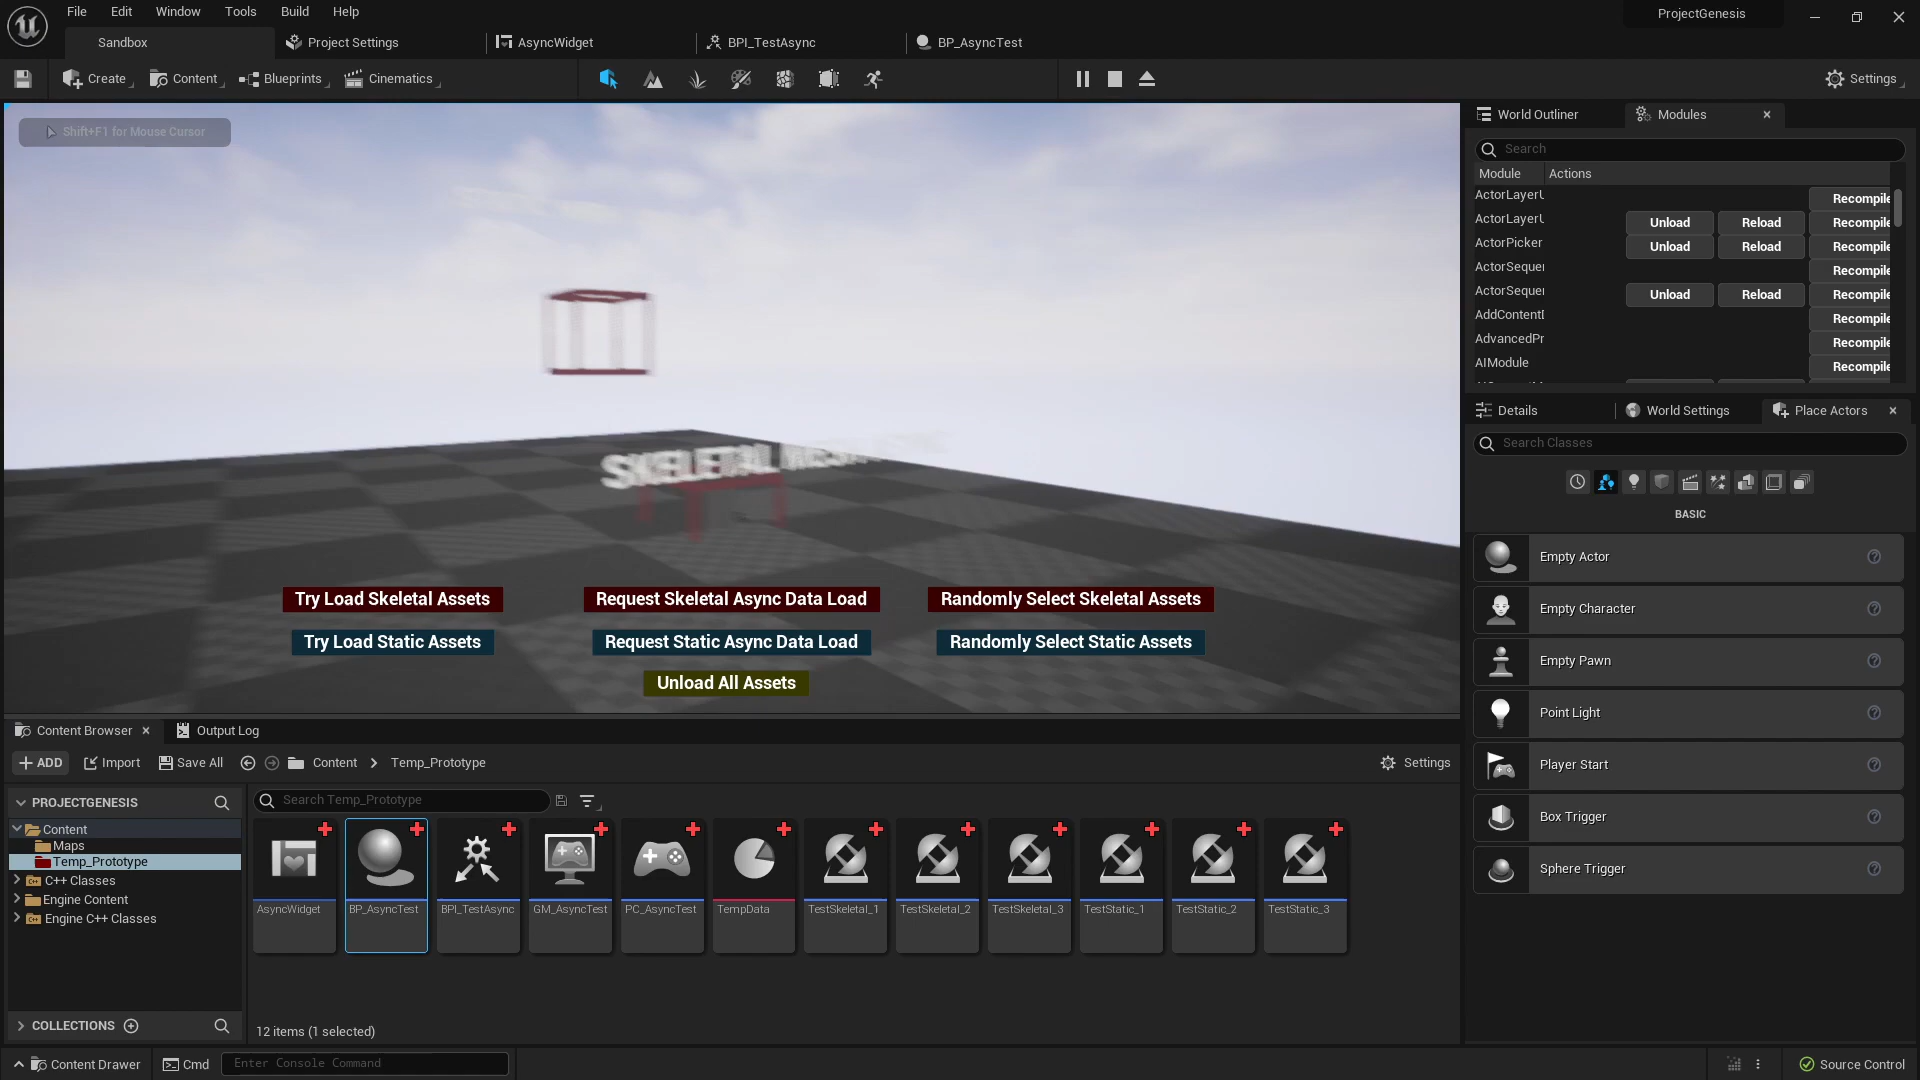 File Edit Window Tools Build Help
ProjectGenesis
Sandbox
Project Settings
AsyncWidget
BPI_TestAsync
BP_AsyncTest
Create
Content
Blueprints
Cinematics
Settings
Shift+F1 for Mouse Cursor
SKELETAL
Try Load Skeletal Assets
Request Skeletal Async Data Load
Randomly Select Skeletal Assets
Try Load Static Assets
Request Static Async Data Load
Randomly Select Static Assets
Unload All Assets
World Outliner
Modules
Search
Module Actions
ActorLayerU Recompile
ActorLayerU Unload Reload Recompile
ActorPicker Unload Reload Recompile
ActorSequer Recompile
ActorSequer Unload Reload Recompile
AddContentD Recompile
AdvancedPr Recompile
AIModule Recompile
Details
World Settings
Place Actors
Search Classes
BASIC
Empty Actor
Empty Character
Empty Pawn
Point Light
Player Start
Box Trigger
Sphere Trigger
Content Browser
Output Log
ADD
Import
Save All
Content
Temp_Prototype
Settings
PROJECTGENESIS
Search Temp_Prototype
Content
Maps
Temp_Prototype
C++ Classes
Engine Content
Engine C++ Classes
AsyncWidget
BP_AsyncTest
BPI_TestAsync
GM_AsyncTest
PC_AsyncTest
TempData
TestSkeletal_1
TestSkeletal_2
TestSkeletal_3
TestStatic_1
TestStatic_2
TestStatic_3
COLLECTIONS
12 items (1 selected)
Content Drawer
Cmd
Enter Console Command
Source Control